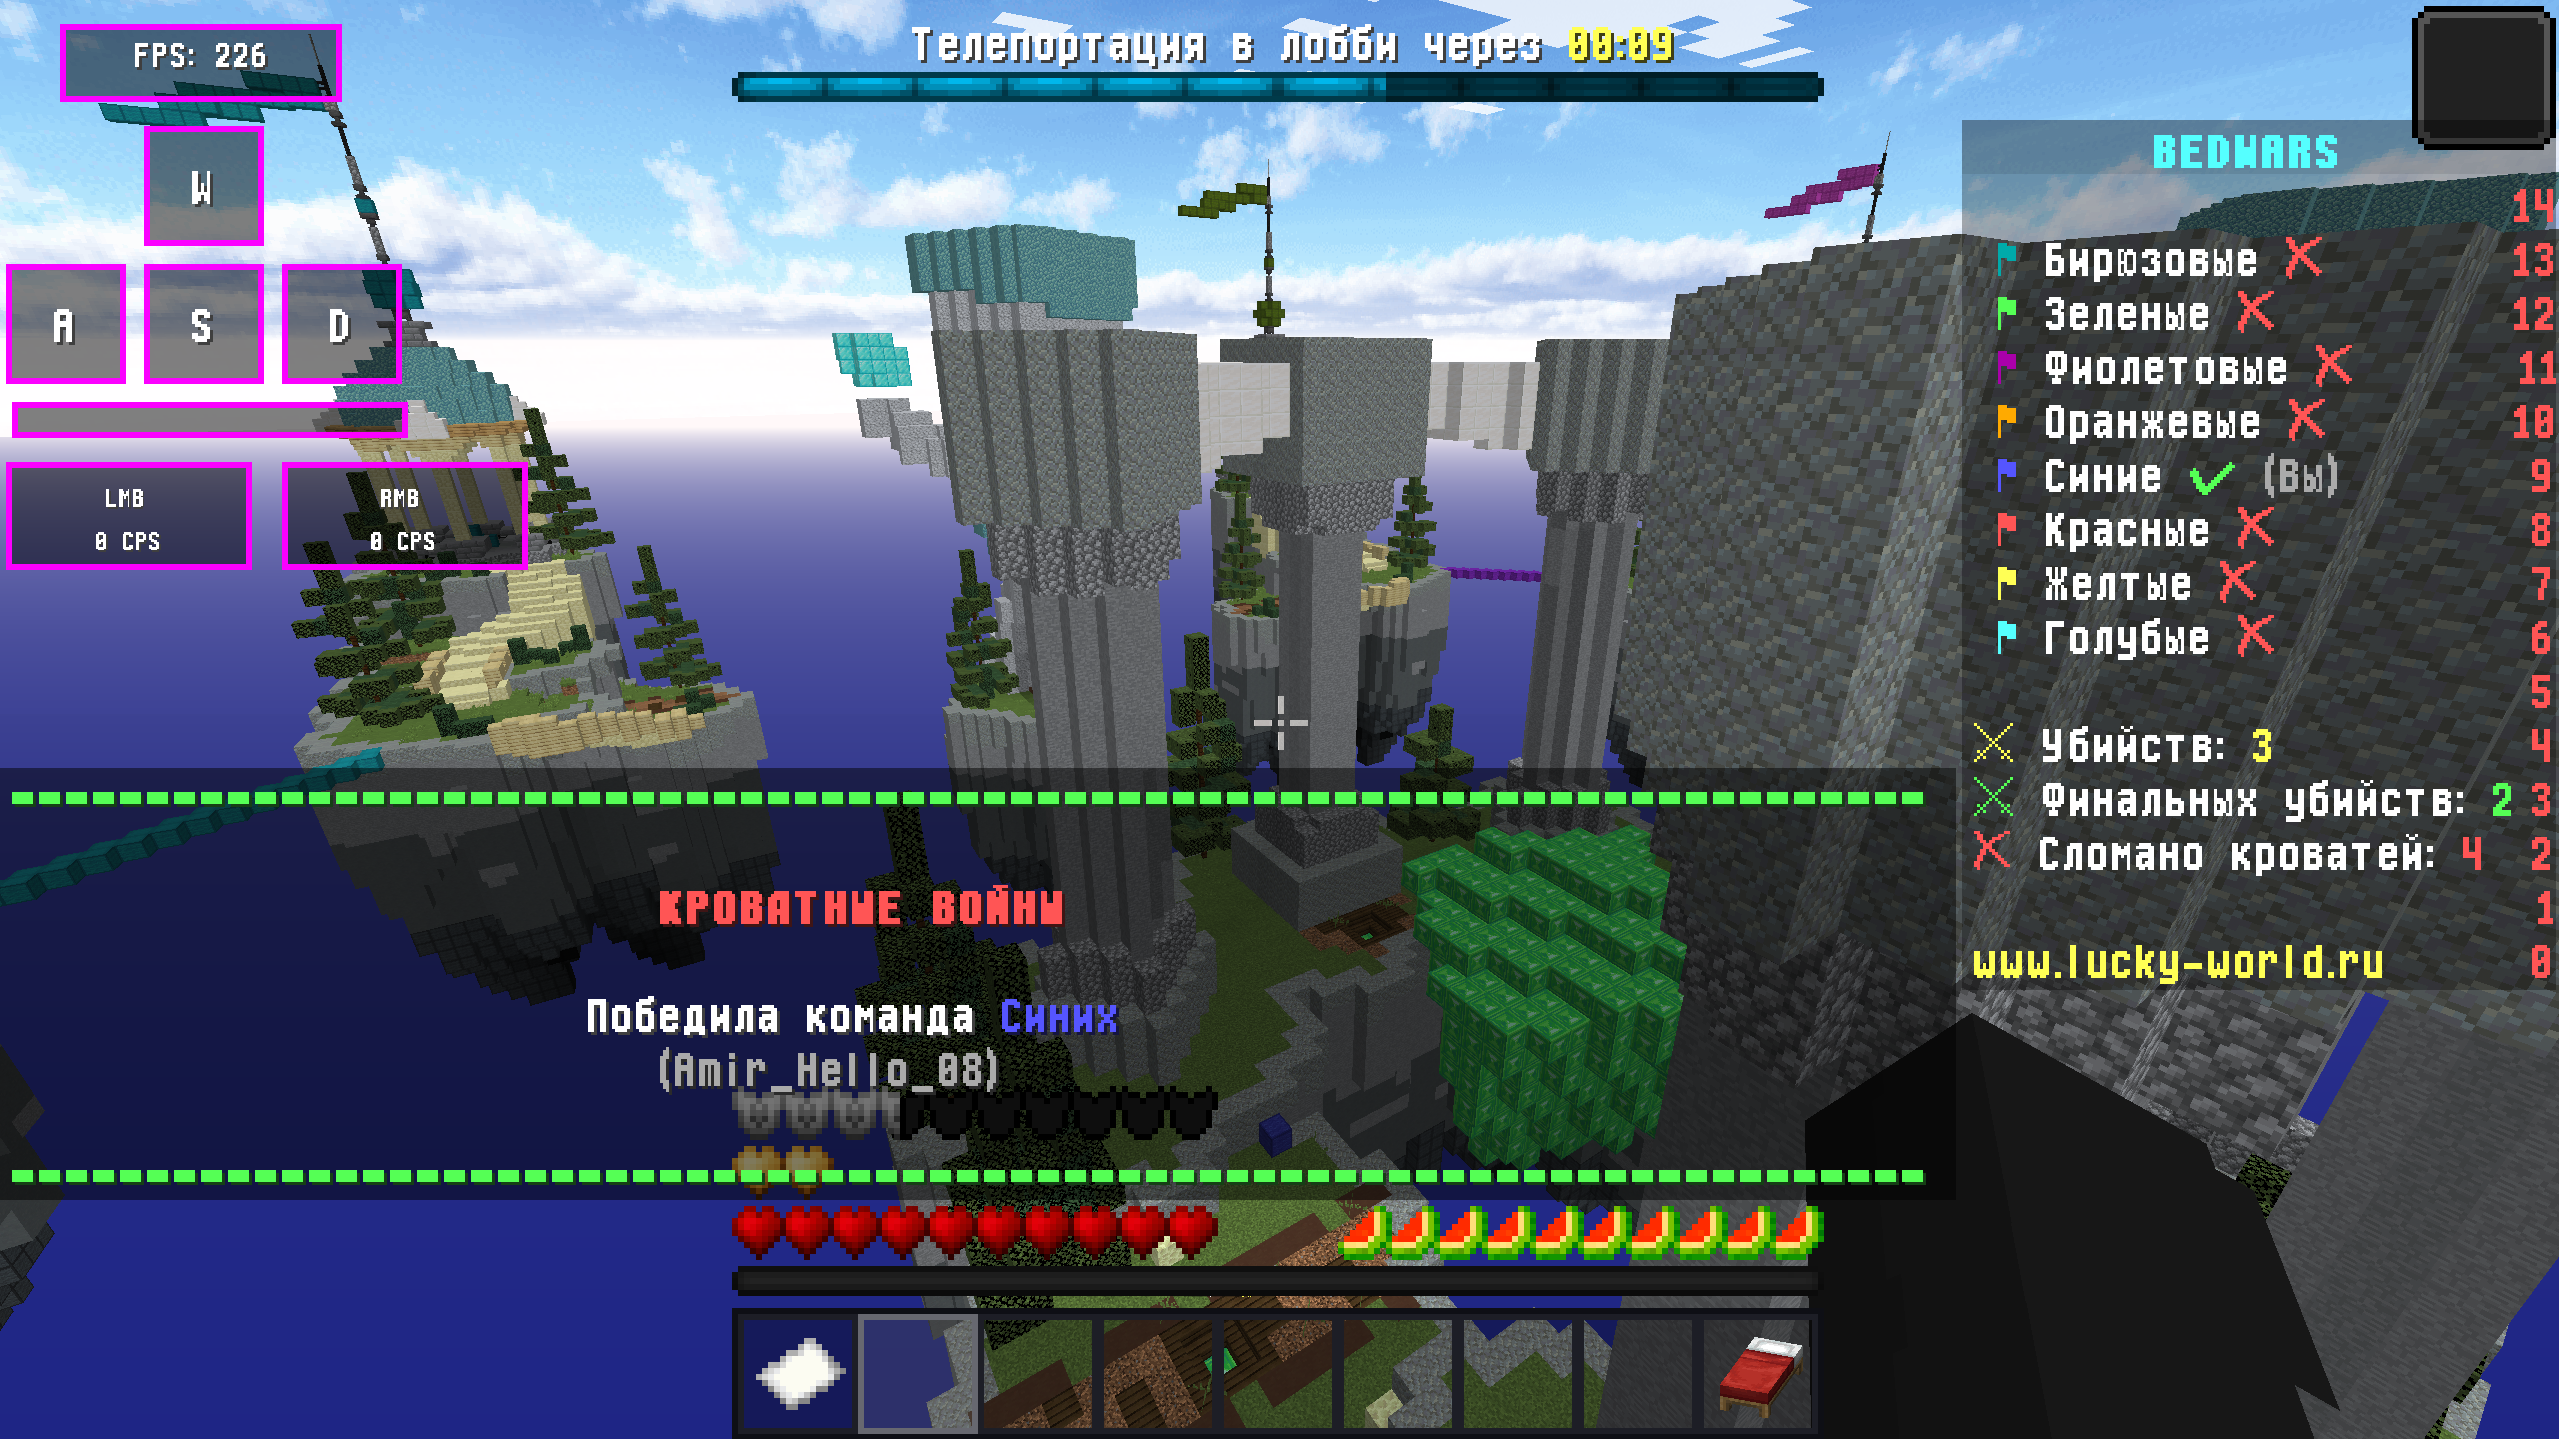 FPS: 226
Телепортация в лобби через 00:09
W
A S D
LMB
0 CPS
RMB
0 CPS
BEDWARS
14
Бирюзовые 13
Зеленые 12
Фиолетовые 11
Оранжевые 10
Синие (Вы) 9
Красные 8
Желтые 7
Голубые 6
5
Убийств: 3 4
Финальных убийств: 2 3
Сломано кроватей: 4 2
1
www.lucky-world.ru 0
КРОВАТНЫЕ ВОЙНЫ
Победила команда Синих
(Amir_Hello_08)